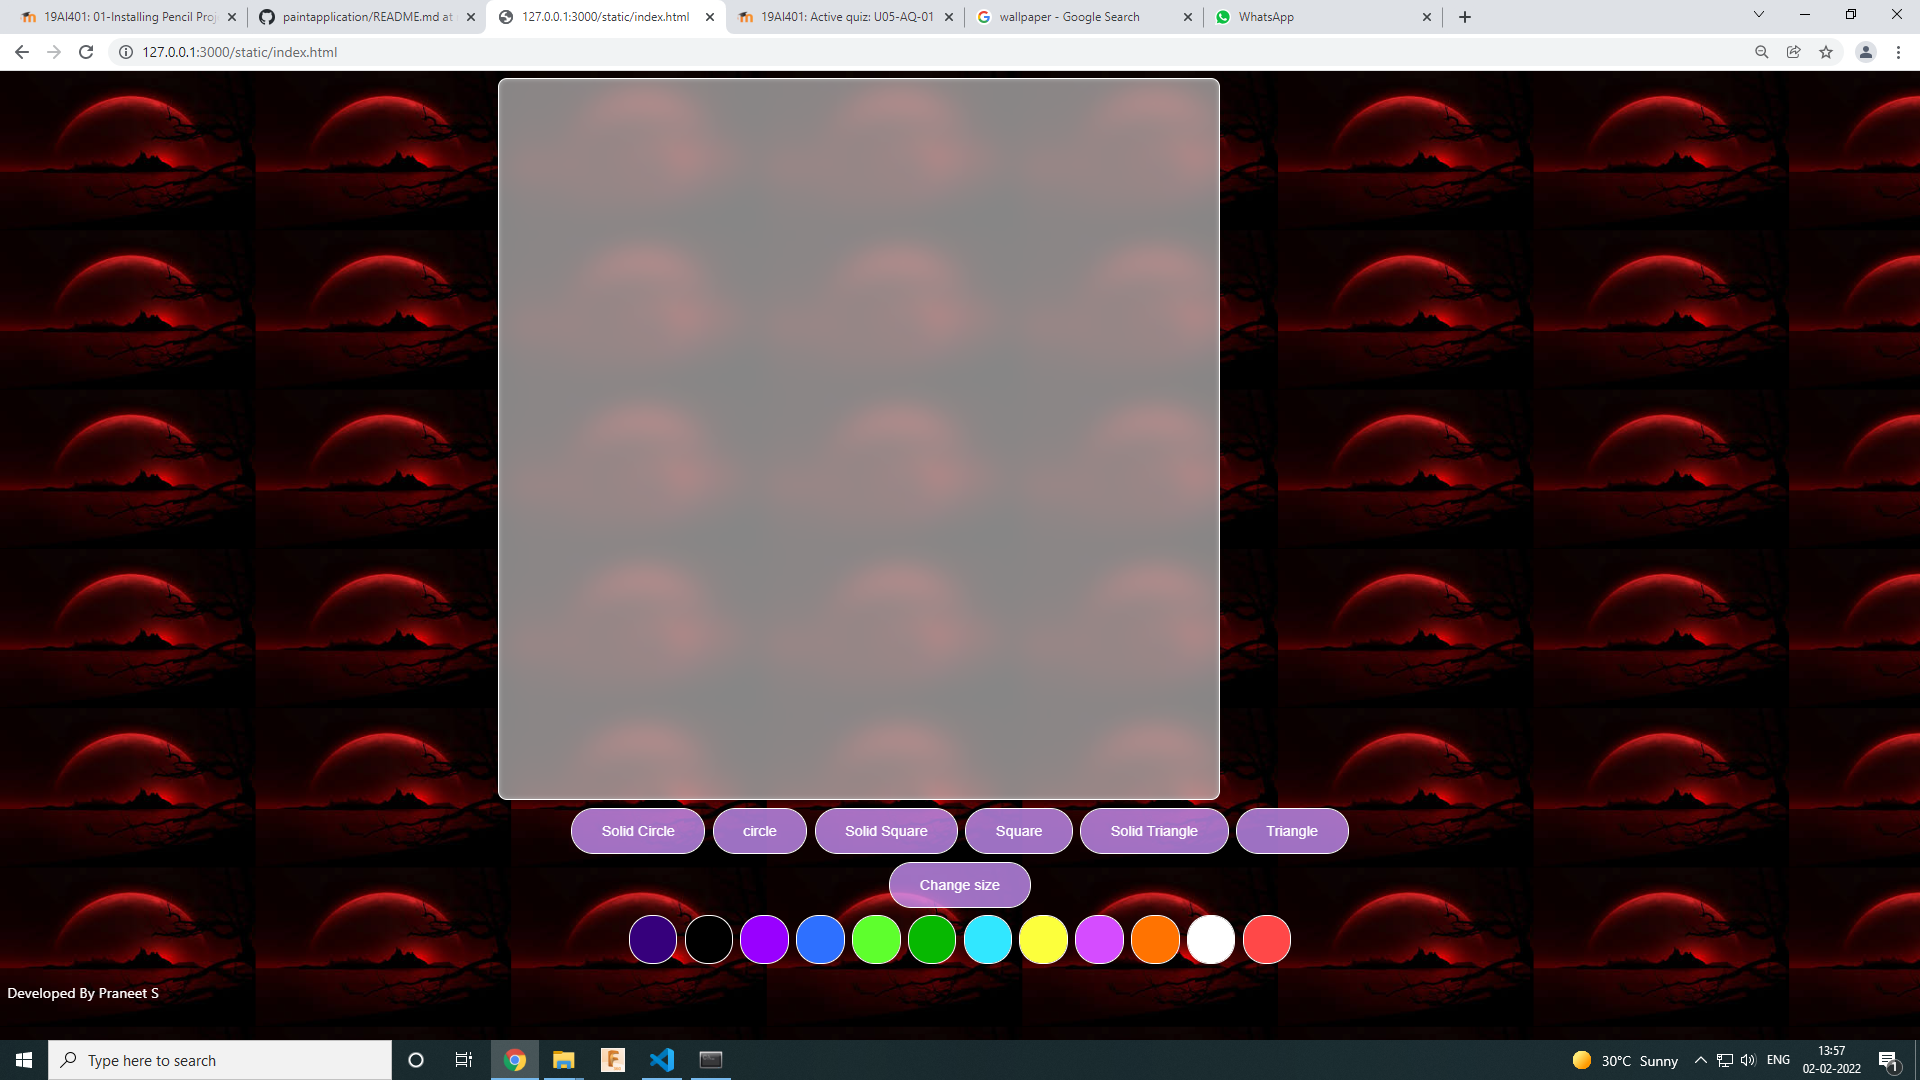 19AI401: 01-Installing Pencil Proj
paintapplication/README.md at
127.0.0.1:3000/static/index.html
19AI401: Active quiz: U05-AQ-01
wallpaper - Google Search
WhatsApp
127.0.0.1:3000/static/index.html
Solid Circle
circle
Solid Square
Square
Solid Triangle
Triangle
Change size
Developed By Praneet S
Type here to search
30°C Sunny
ENG
13:57
02-02-2022
1